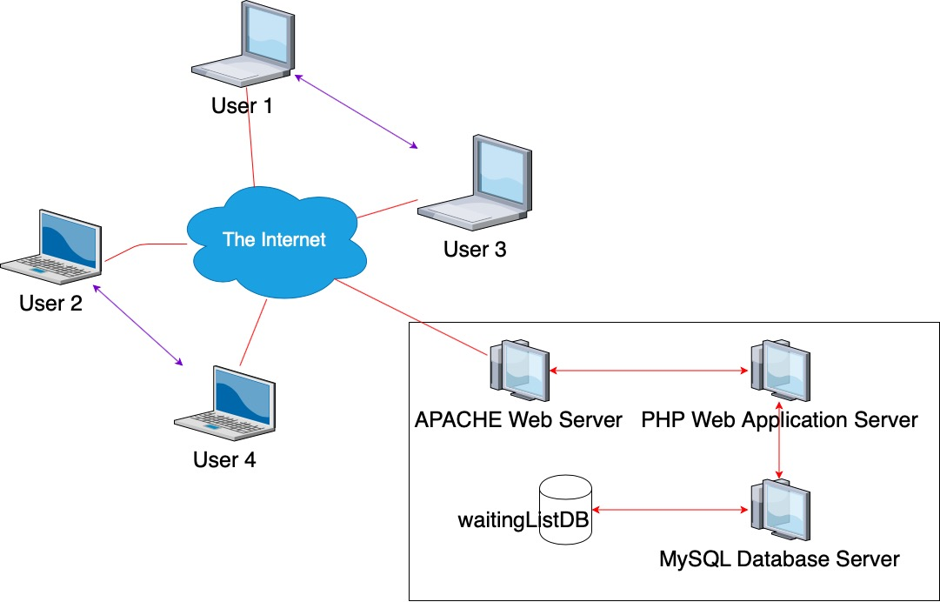 User 1
The Internet
User 3
User 2
User 4
APACHE Web Server
PHP Web Application Server
waitingListDB
MySQL Database Server